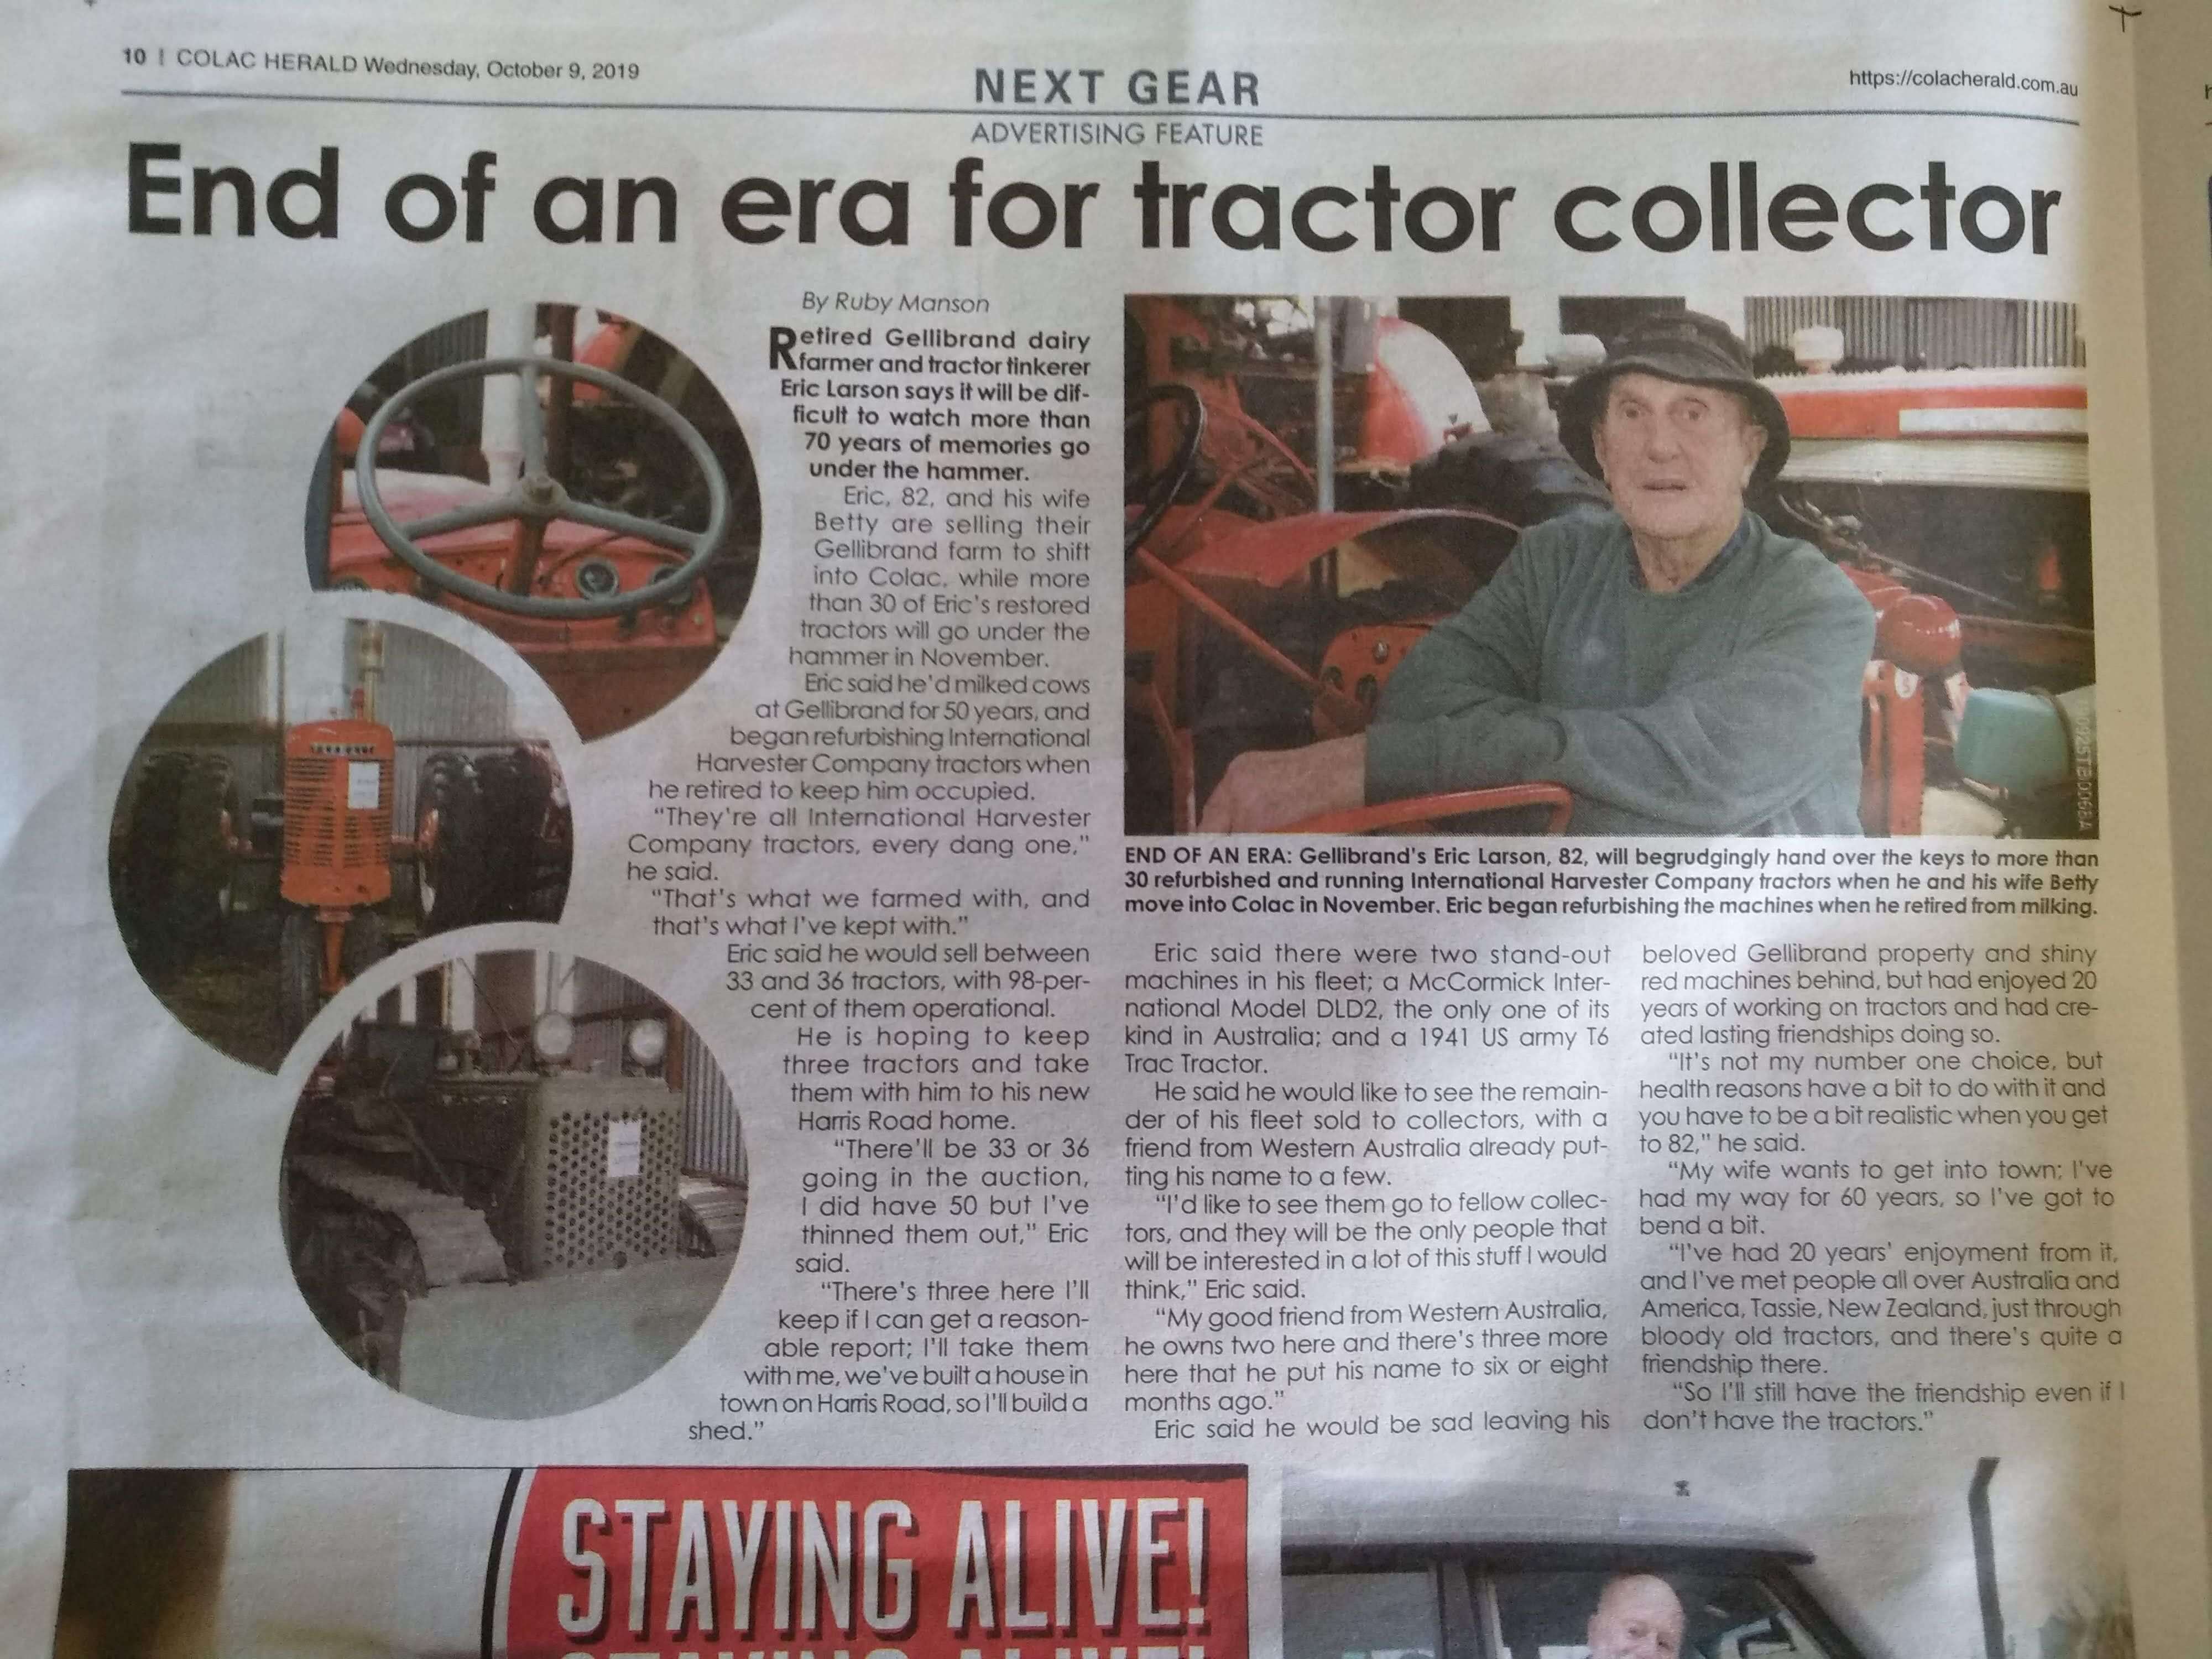 10 | COLAC HERALD Wednesday, October 9, 2019
NEXT GEAR
https://colacherald.com.au
ADVERTISING FEATURE
End of an era for tractor collector
By Ruby Manson
Retired Gellibrand dairy
farmer and tractor tinkerer
Eric Larson says it will be dif-
ficult to watch more than
70 years of memories go
under the hammer.
Eric, 82, and his wife
Betty are selling their
Gellibrand farm to shift
into Colac, while more
than 30 of Eric's restored
tractors will go under the
hammer in November.
Eric said he'd milked cows
at Gellibrand for 50 years, and
began refurbishing International
Harvester Company tractors when
he retired to keep him occupied.
"They're all International Harvester
Company tractors, every dang one,"
he said.
"That's what we farmed with, and
that's what I've kept with."
Eric said he would sell between
33 and 36 tractors, with 98-per-
cent of them operational.
He is hoping to keep
three tractors and take
them with him to his new
Harris Road home.
"There'll be 33 or 36
going in the auction,
I did have 50 but I've
thinned them out," Eric
said.
"There's three here I'll
keep if I can get a reason-
able report; I'll take them
with me, we've built a house in
town on Harris Road, so I'll build a
shed."
END OF AN ERA: Gellibrand's Eric Larson, 82, will begrudgingly hand over the keys to more than
30 refurbished and running International Harvester Company tractors when he and his wife Betty
move into Colac in November. Eric began refurbishing the machines when he retired from milking.
Eric said there were two stand-out
machines in his fleet; a McCormick Inter-
national Model DLD2, the only one of its
kind in Australia; and a 1941 US army T6
Trac Tractor.
He said he would like to see the remain-
der of his fleet sold to collectors, with a
friend from Western Australia already put-
ting his name to a few.
"I'd like to see them go to fellow collec-
tors, and they will be the only people that
will be interested in a lot of this stuff I would
think," Eric said.
"My good friend from Western Australia,
he owns two here and there's three more
here that he put his name to six or eight
months ago."
Eric said he would be sad leaving his
beloved Gellibrand property and shiny
red machines behind, but had enjoyed 20
years of working on tractors and had cre-
ated lasting friendships doing so.
"It's not my number one choice, but
health reasons have a bit to do with it and
you have to be a bit realistic when you get
to 82," he said.
"My wife wants to get into town; I've
had my way for 60 years, so I've got to
bend a bit.
"I've had 20 years' enjoyment from it,
and I've met people all over Australia and
America, Tassie, New Zealand, just through
bloody old tractors, and there's quite a
friendship there.
"So I'll still have the friendship even if I
don't have the tractors."
STAYING ALIVE!
STAYING ALIVE!